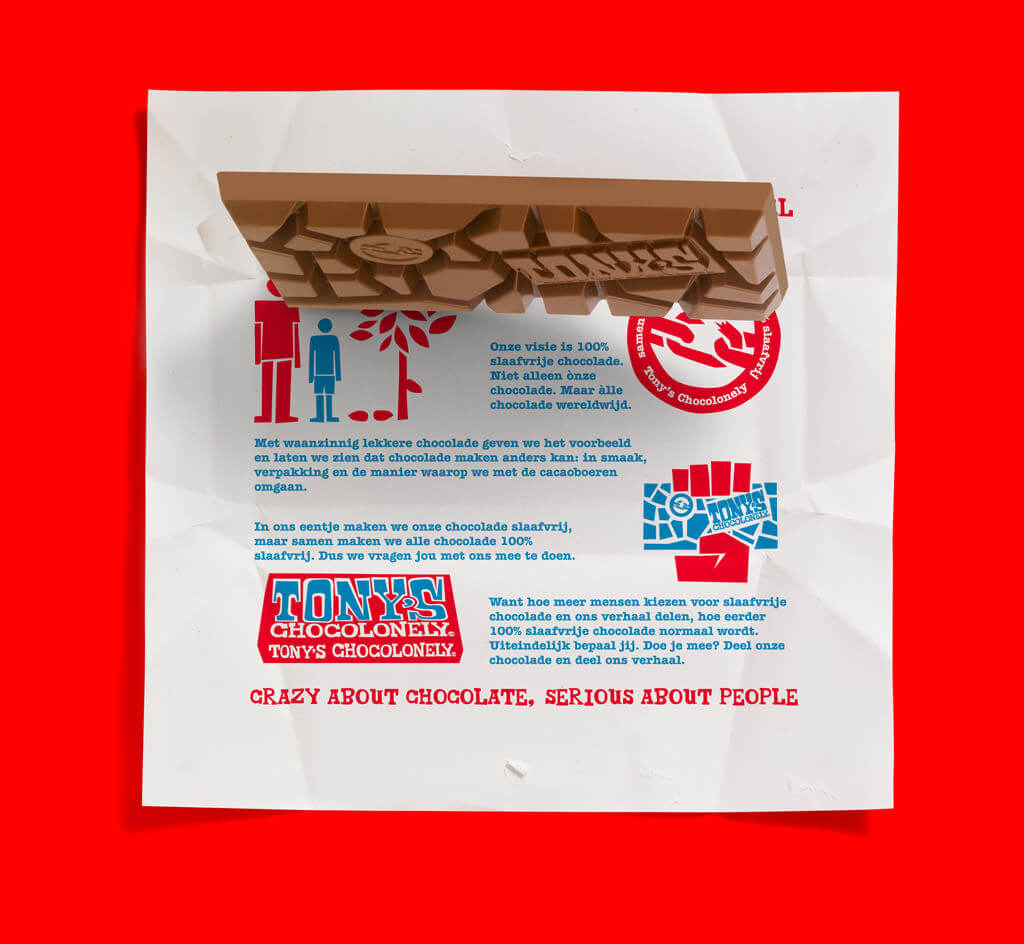 TONY'S
L
Onze visie is 100%
slaafvrije chocolade.
Niet alleen ònze
chocolade. Maar àlle
chocolade wereldwijd.
samen
Tony's Chocolonely
slaafvrij
Met waanzinnig lekkere chocolade geven we het voorbeeld
en laten we zien dat chocolade maken anders kan: in smaak,
verpakking en de manier waarop we met de cacaoboeren
omgaan.
TONY'S
CHOCOLONELY
In ons eentje maken we onze chocolade slaafvrij,
maar samen maken we alle chocolade 100%
slaafvrij. Dus we vragen jou met ons mee te doen.
TONY'S
CHOCOLONELY
TONY'S CHOCOLONELY
Want hoe meer mensen kiezen voor slaafvrije
chocolade en ons verhaal delen, hoe eerder
100% slaafvrije chocolade normaal wordt.
Uiteindelijk bepaal jij. Doe je mee? Deel onze
chocolade en deel ons verhaal.
CRAZY ABOUT CHOCOLATE, SERIOUS ABOUT PEOPLE